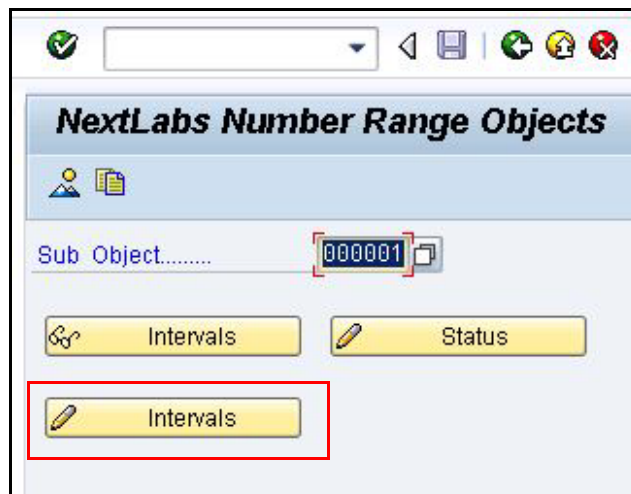 NextLabs Number Range Objects
Sub Object......... 000001
Intervals Status
Intervals